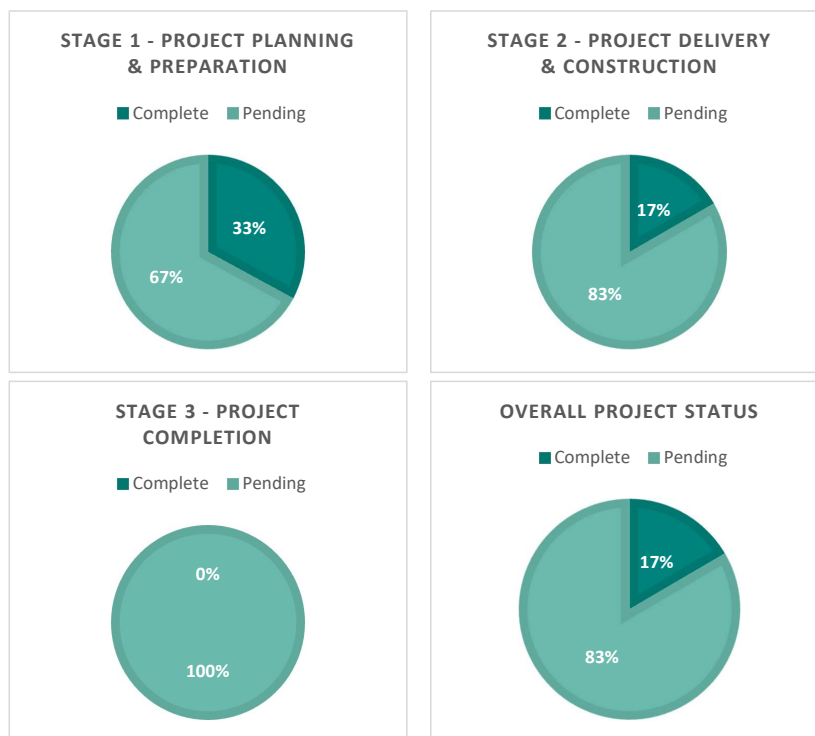 STAGE 1 - PROJECT PLANNING
& PREPARATION
Complete Pending
33%
67%
STAGE 2 - PROJECT DELIVERY
& CONSTRUCTION
Complete Pending
17%
83%
STAGE 3 - PROJECT
COMPLETION
Complete Pending
0%
100%
OVERALL PROJECT STATUS
Complete Pending
17%
83%